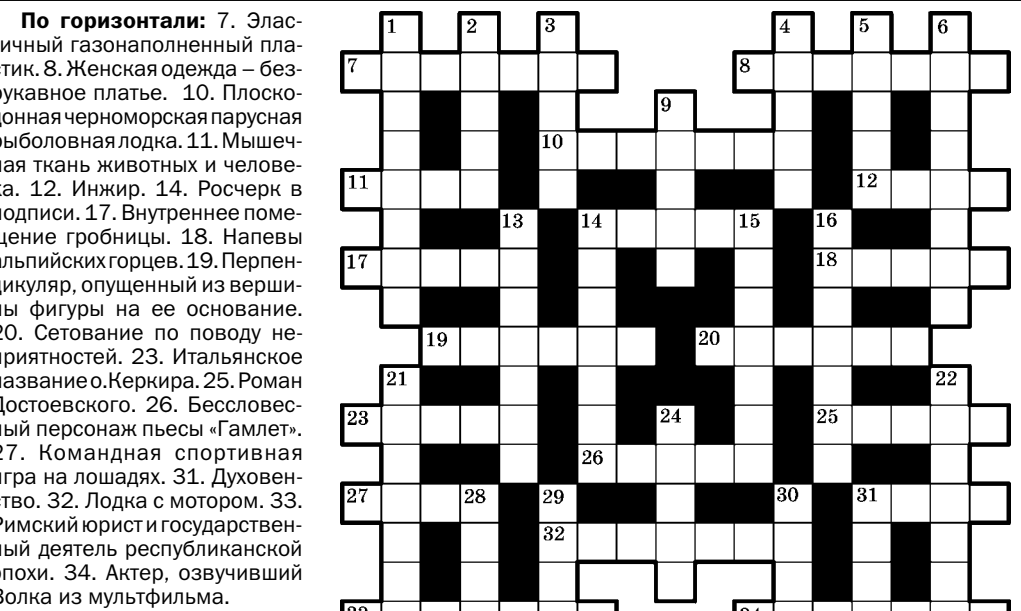 По горизонтали: 7. Элас-
тичный газонаполненный пла-
стик. 8. Женская одежда – без-
рукавное платье. 10. Плоско-
донная черноморская парусная
рыболовная лодка. 11. Мышеч-
ная ткань животных и челове-
ка. 12. Инжир. 14. Росчерк в
подписи. 17. Внутреннее поме-
щение гробницы. 18. Напевы
альпийских горцев. 19. Перпен-
дикуляр, опущенный из верши-
ны фигуры на ее основание.
20. Сетование по поводу не-
приятностей. 23. Итальянское
название о.Керкира. 25. Роман
Достоевского. 26. Бессловес-
ный персонаж пьесы «Гамлет».
27. Командная спортивная
игра на лошадях. 31. Духовен-
ство. 32. Лодка с мотором. 33.
Римский юрист и государствен-
ный деятель республиканской
эпохи. 34. Актер, озвучивший
Волка из мультфильма.
1 2 3 4 5 6
7 8
9
10
11 12
13 14 15 16
17 18
19 20
21 22
23 24 25
26
27 28 29 30 31
32
33 34